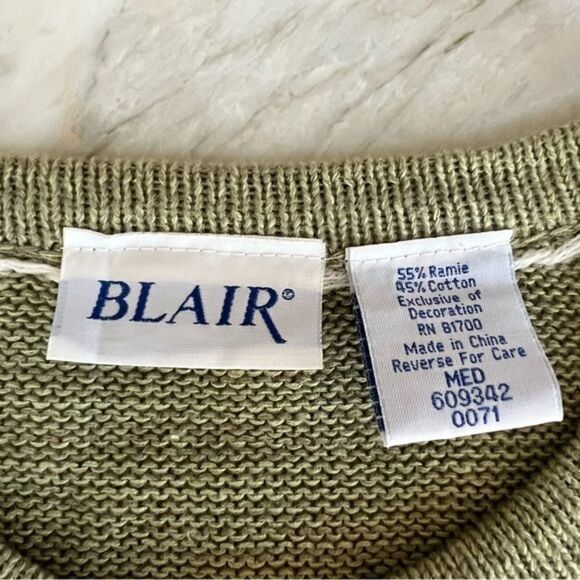 BLAIR®
55% Ramie
45% Cotton
Exclusive of
Decoration
RN 81700
Made in China
Reverse For Care
MED
609342
0071